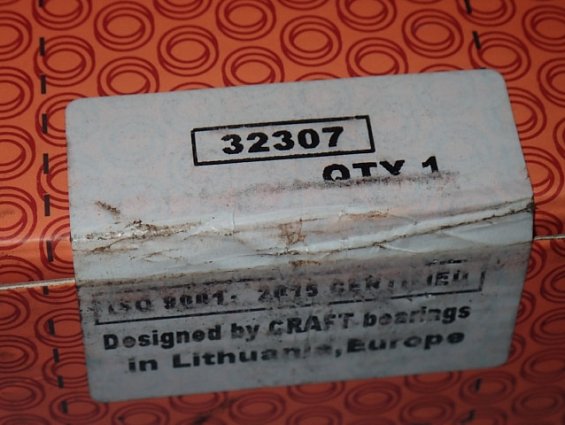 32307
QTY 1
ISO 9001: 2015 CERTIFIED
Designed by CRAFT bearings
in Lithuania, Europe